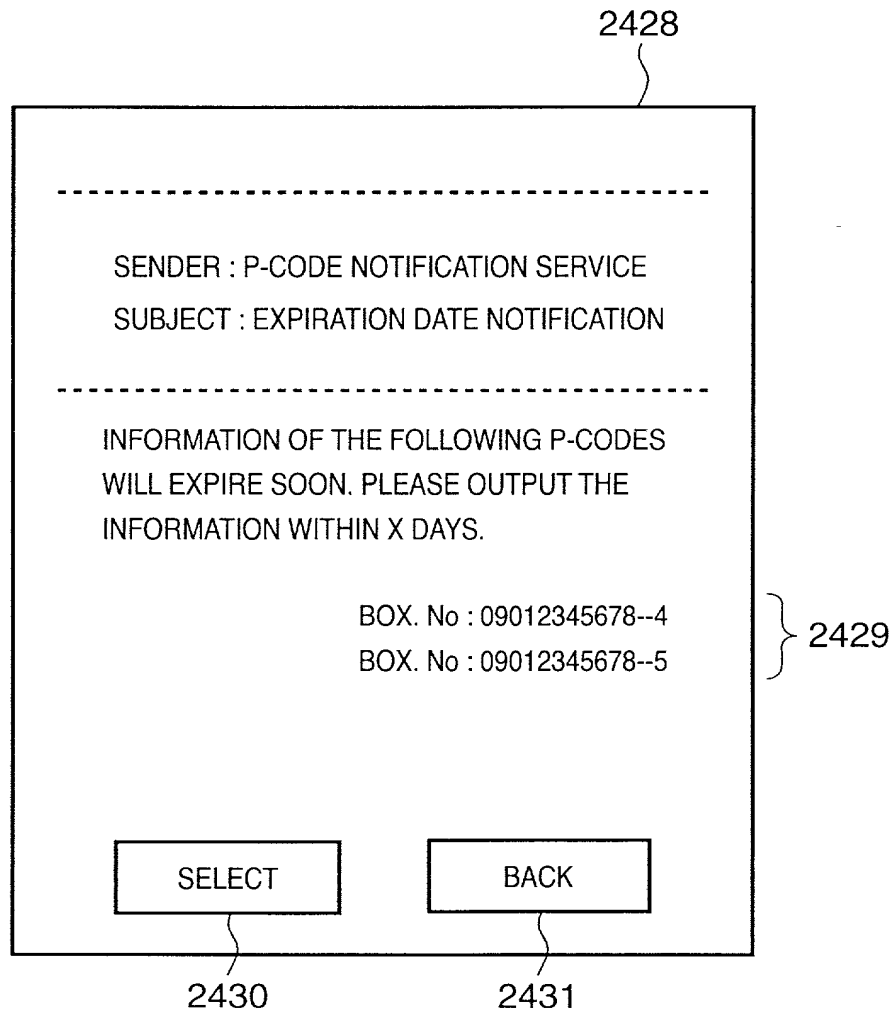 2428
SENDER : P-CODE NOTIFICATION SERVICE
SUBJECT : EXPIRATION DATE NOTIFICATION
INFORMATION OF THE FOLLOWING P-CODES
WILL EXPIRE SOON. PLEASE OUTPUT THE
INFORMATION WITHIN X DAYS.
BOX. No : 09012345678--4
BOX. No : 09012345678--5
2429
SELECT
BACK
2430
2431